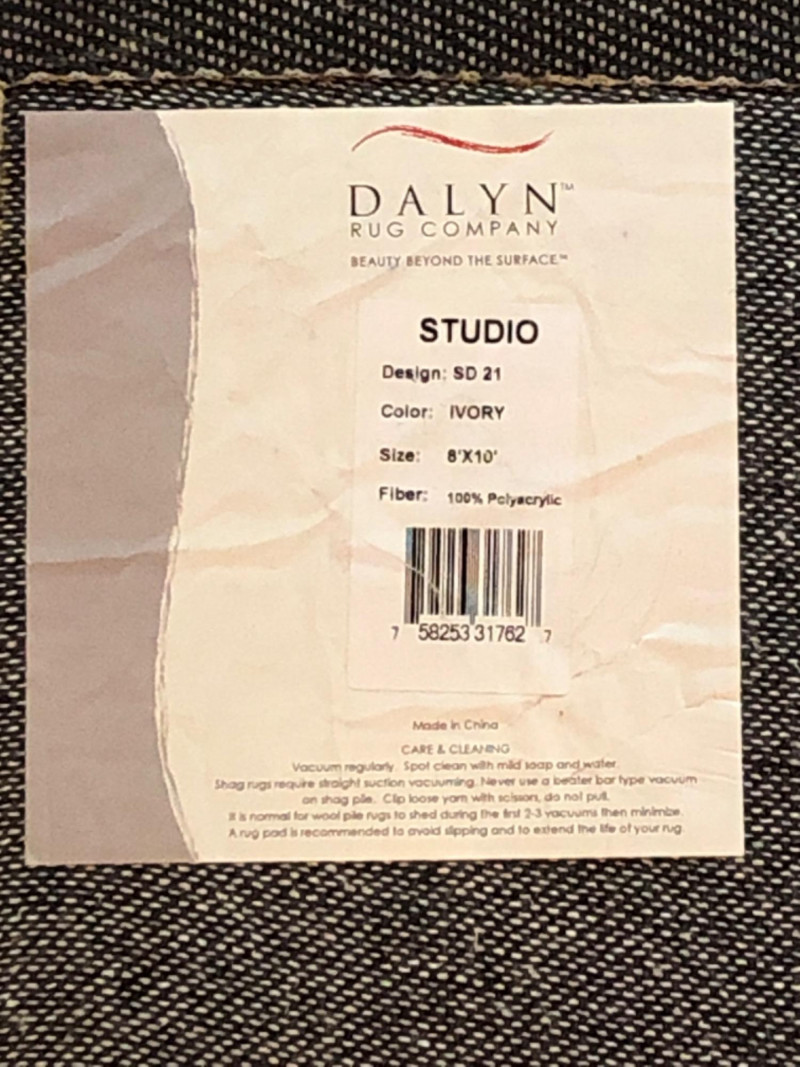 DALYN™
RUG COMPANY
BEAUTY BEYOND THE SURFACE™
STUDIO
Design: SD 21
Color: IVORY
Size: 8'X10'
Fiber: 100% Polyacrylic
7 58253 31762 7
Made in China
CARE & CLEANING
Vacuum regularly. Spot clean with mild soap and water.
Shag rugs require straight suction vacuuming. Never use a beater bar type vacuum
on shag pile. Clip loose yarn with scissors, do not pull.
It is normal for wool pile rugs to shed during the first 2-3 vacuums then minimize.
A rug pad is recommended to avoid slipping and to extend the life of your rug.